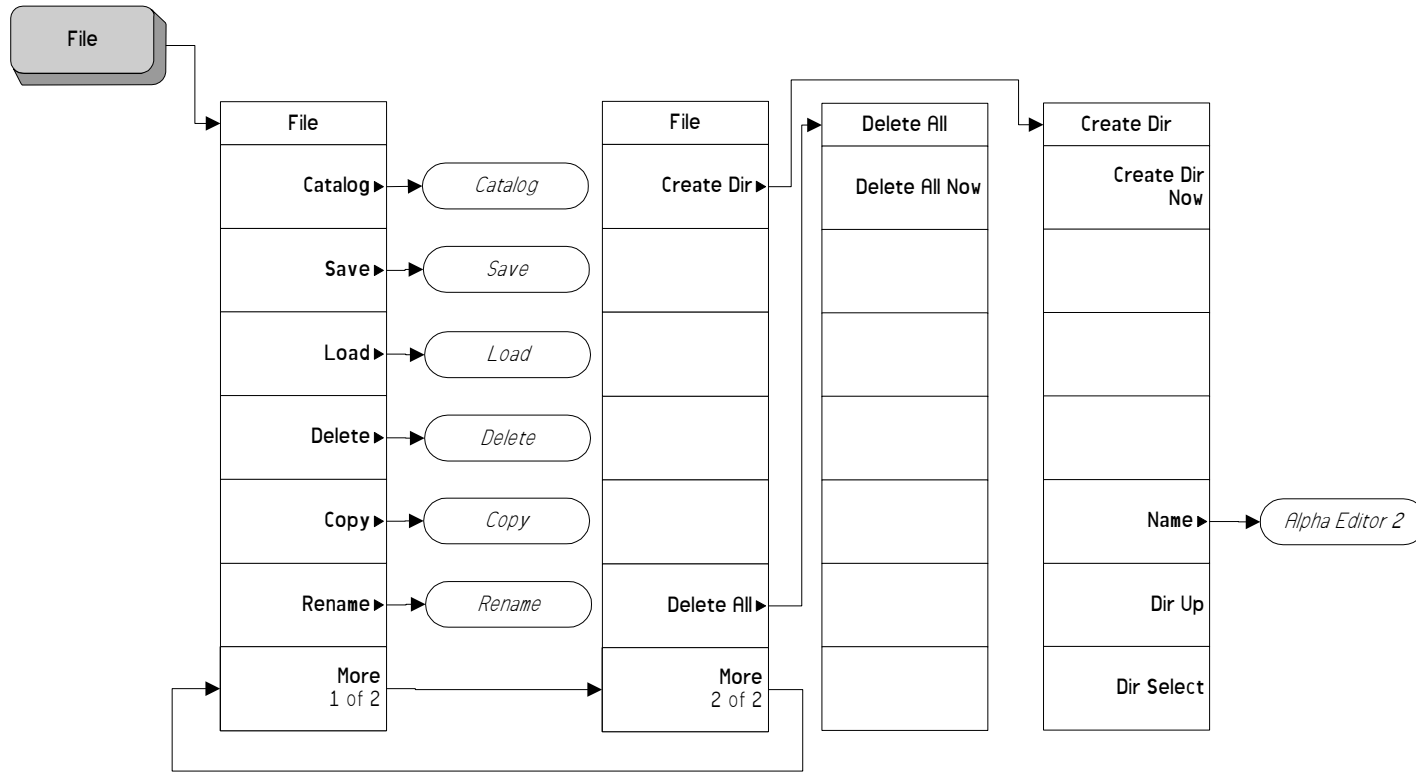 File
File
Catalog
Catalog
Save
Save
Load
Load
Delete
Delete
Copy
Copy
Rename
Rename
More
1 of 2
File
Create Dir
Delete All
More
2 of 2
Delete All
Delete All Now
Create Dir
Create Dir
Now
Name
Alpha Editor 2
Dir Up
Dir Select